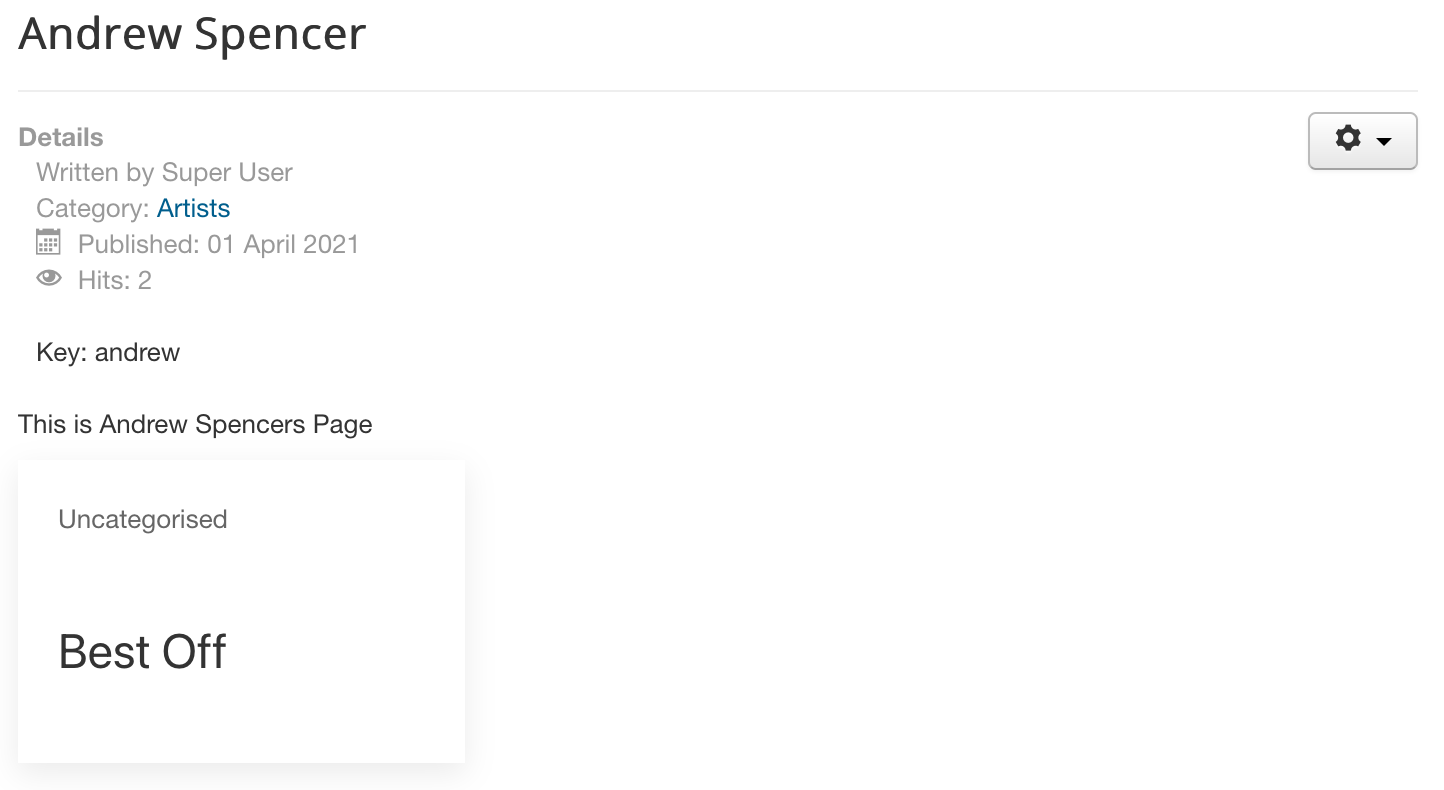 Andrew Spencer
Details
Written by Super User
Category: Artists
Published: 01 April 2021
Hits: 2
Key: andrew
This is Andrew Spencers Page
Uncategorised
Best Off